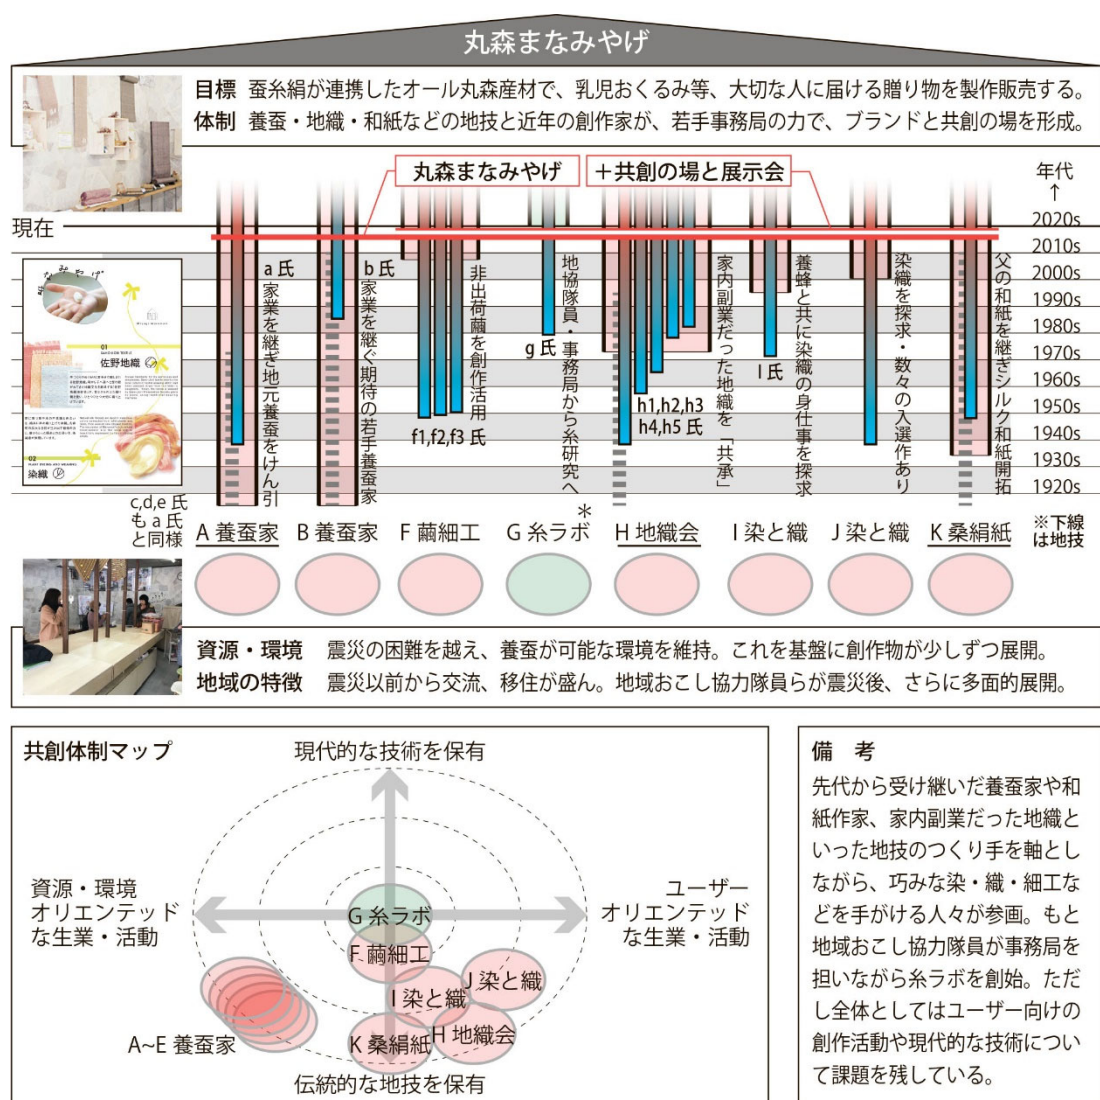 丸森まなみやげ
目標 蚕糸絹が連携したオール丸森産材で、乳児おくるみ等、大切な人に届ける贈り物を製作販売する。
体制 養蚕・地織・和紙などの地技と近年の創作家が、若手事務局の力で、ブランドと共創の場を形成。
丸森まなみやげ
＋共創の場と展示会
年代
↑
現在
2020s
2010s
2000s
1990s
1980s
1970s
1960s
1950s
1940s
1930s
1920s
a 氏
家業を継ぎ地元養蚕をけん引
b 氏
家業を継ぐ期待の若手養蚕家
非出荷繭を創作活用
f1,f2,f3 氏
地協隊員・事務局から糸研究へ
g 氏
家内副業だった地織を「共承」
h1,h2,h3
h4,h5 氏
養蜂と共に染織の身仕事を探求
I 氏
染織を探求・数々の入選作あり
父の和紙を継ぎシルク和紙開拓
まなみやげ
01
佐野地織
02
染織
c,d,e 氏
も a 氏
と同様
A 養蚕家
B 養蚕家
F 繭細工
G 糸ラボ
＊
H 地織会
I 染と織
J 染と織
K 桑絹紙
※下線
は地技
資源・環境 震災の困難を越え、養蚕が可能な環境を維持。これを基盤に創作物が少しずつ展開。
地域の特徴 震災以前から交流、移住が盛ん。地域おこし協力隊員らが震災後、さらに多面的展開。
共創体制マップ
現代的な技術を保有
資源・環境
オリエンテッド
な生業・活動
ユーザー
オリエンテッド
な生業・活動
G 糸ラボ
F 繭細工
J 染と織
I 染と織
H 地織会
K 桑絹紙
A~E 養蚕家
伝統的な地技を保有
備 考
先代から受け継いだ養蚕家や和
紙作家、家内副業だった地織と
いった地技のつくり手を軸とし
ながら、巧みな染・織・細工な
どを手がける人々が参画。もと
地域おこし協力隊員が事務局を
担いながら糸ラボを創始。ただ
し全体としてはユーザー向けの
創作活動や現代的な技術につい
て課題を残している。